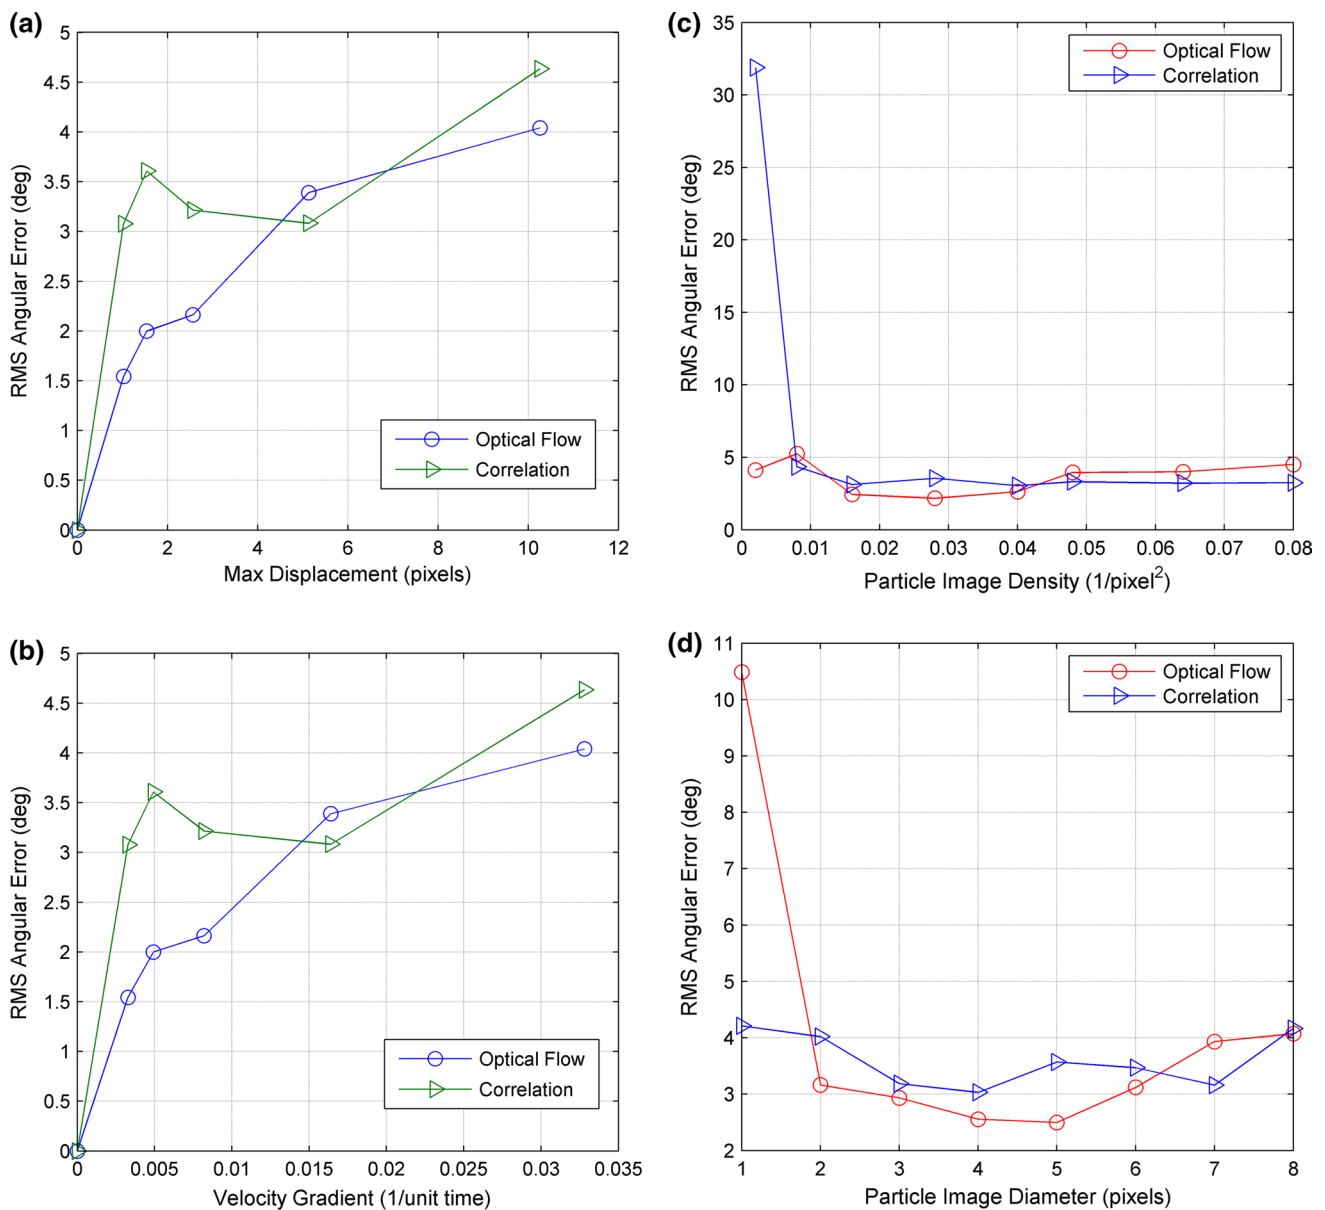 (a)
5
4.5
4
3.5
3
2.5
2
1.5
1
0.5
0
RMS Angular Error (deg)
Optical Flow
Correlation
0 2 4 6 8 10 12
Max Displacement (pixels)
(c)
35
30
25
20
15
10
5
0
RMS Angular Error (deg)
Optical Flow
Correlation
0 0.01 0.02 0.03 0.04 0.05 0.06 0.07 0.08
Particle Image Density (1/pixel²)
(b)
5
4.5
4
3.5
3
2.5
2
1.5
1
0.5
0
RMS Angular Error (deg)
Optical Flow
Correlation
0 0.005 0.01 0.015 0.02 0.025 0.03 0.035
Velocity Gradient (1/unit time)
(d)
11
10
9
8
7
6
5
4
3
2
RMS Angular Error (deg)
Optical Flow
Correlation
1 2 3 4 5 6 7 8
Particle Image Diameter (pixels)